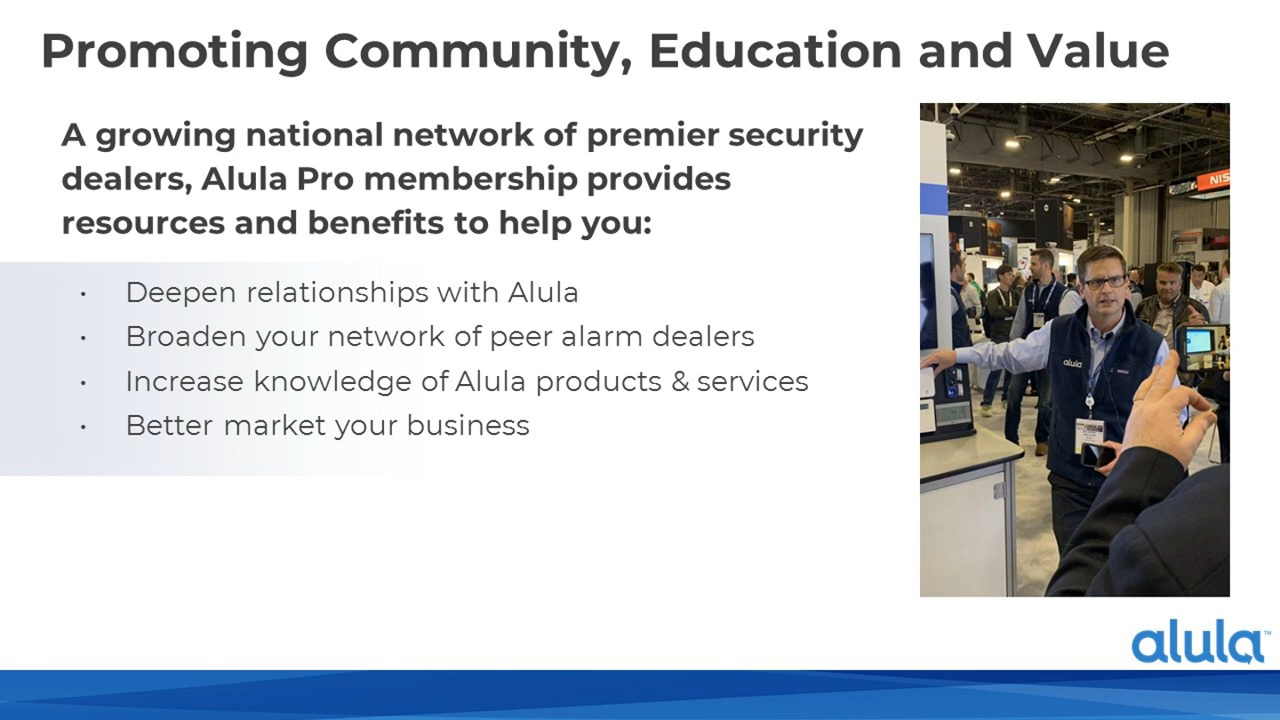 Promoting Community, Education and Value
A growing national network of premier security
dealers, Alula Pro membership provides
resources and benefits to help you:
• Deepen relationships with Alula
• Broaden your network of peer alarm dealers
• Increase knowledge of Alula products & services
• Better market your business
NIS
alula
alula™